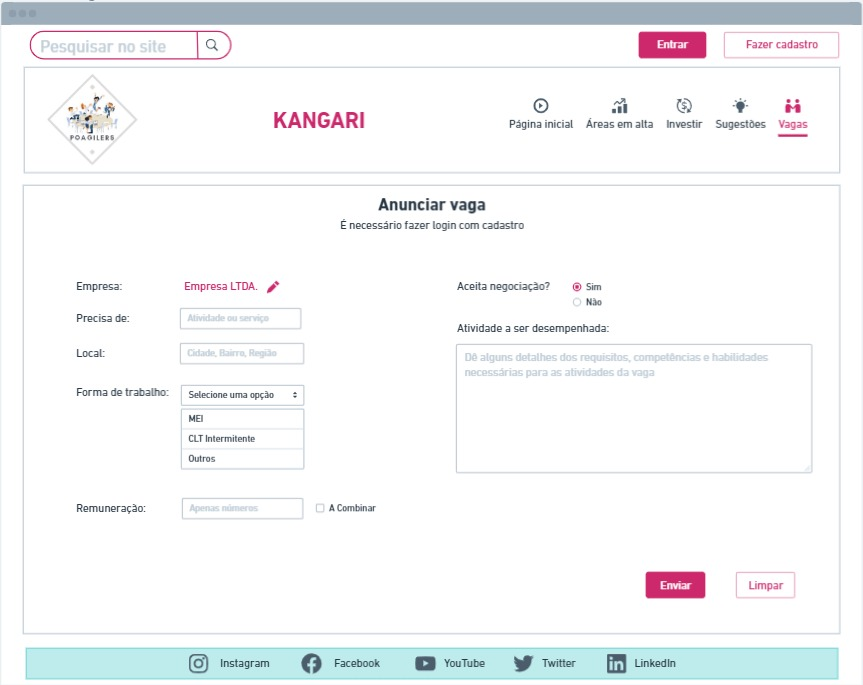 Pesquisar no site
Entrar
Fazer cadastro
POAGILERS
KANGARI
Página inicial
Áreas em alta
Investir
Sugestões
Vagas
Anunciar vaga
É necessário fazer login com cadastro
Empresa:
Empresa LTDA.
Precisa de:
Atividade ou serviço
Local:
Cidade, Bairro, Região
Forma de trabalho:
Selecione uma opção
MEI
CLT Intermitente
Outros
Remuneração:
Apenas números
A Combinar
Aceita negociação?
Sim
Não
Atividade a ser desempenhada:
Dê alguns detalhes dos requisitos, competências e habilidades
necessárias para as atividades da vaga
Enviar
Limpar
Instagram
Facebook
YouTube
Twitter
LinkedIn